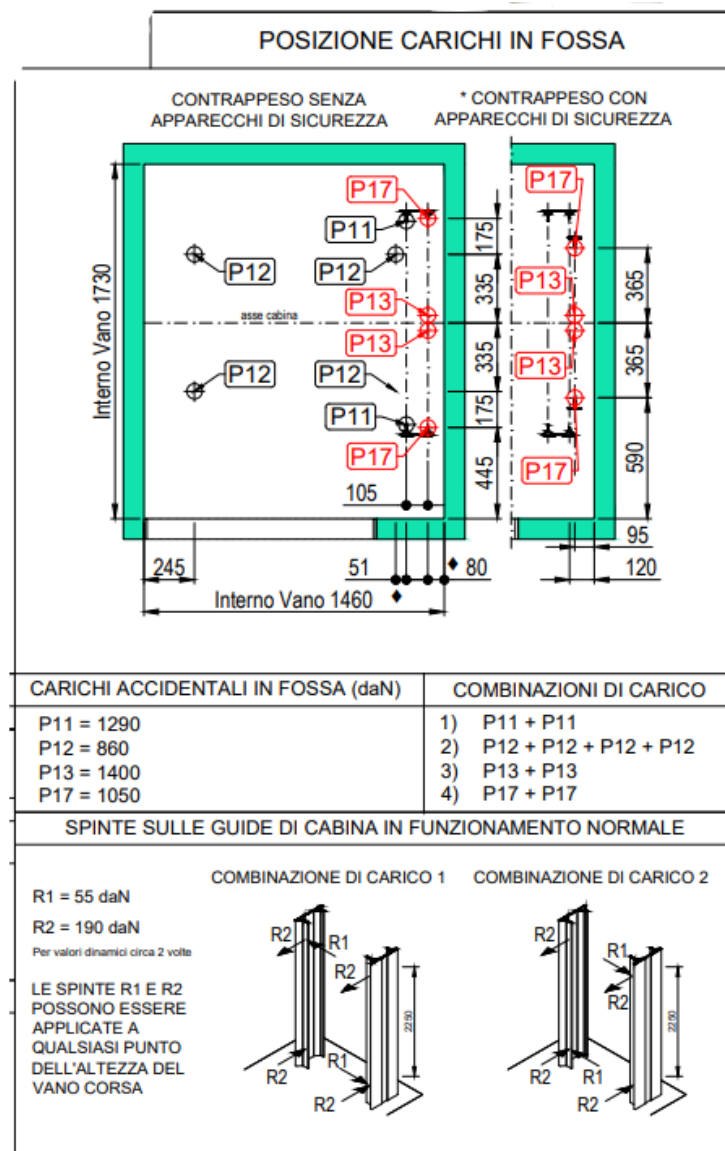 POSIZIONE CARICHI IN FOSSA
CONTRAPPESO SENZA
APPARECCHI DI SICUREZZA
* CONTRAPPESO CON
APPARECCHI DI SICUREZZA
P17
P11
P12
P12
P13
asse cabina
P13
P12
P12
P11
P17
Interno Vano 1730
175
335
335
175
445
105
245
51
80
Interno Vano 1460
P17
P13
P13
P17
365
365
590
95
120
CARICHI ACCIDENTALI IN FOSSA (daN)
P11 = 1290
P12 = 860
P13 = 1400
P17 = 1050
COMBINAZIONI DI CARICO
1) P11 + P11
2) P12 + P12 + P12 + P12
3) P13 + P13
4) P17 + P17
SPINTE SULLE GUIDE DI CABINA IN FUNZIONAMENTO NORMALE
R1 = 55 daN
R2 = 190 daN
Per valori dinamici circa 2 volte
LE SPINTE R1 E R2
POSSONO ESSERE
APPLICATE A
QUALSIASI PUNTO
DELL'ALTEZZA DEL
VANO CORSA
COMBINAZIONE DI CARICO 1
R2
R1
R2
2250
R2
R1
R2
COMBINAZIONE DI CARICO 2
R2
R1
R2
2250
R2
R1
R2